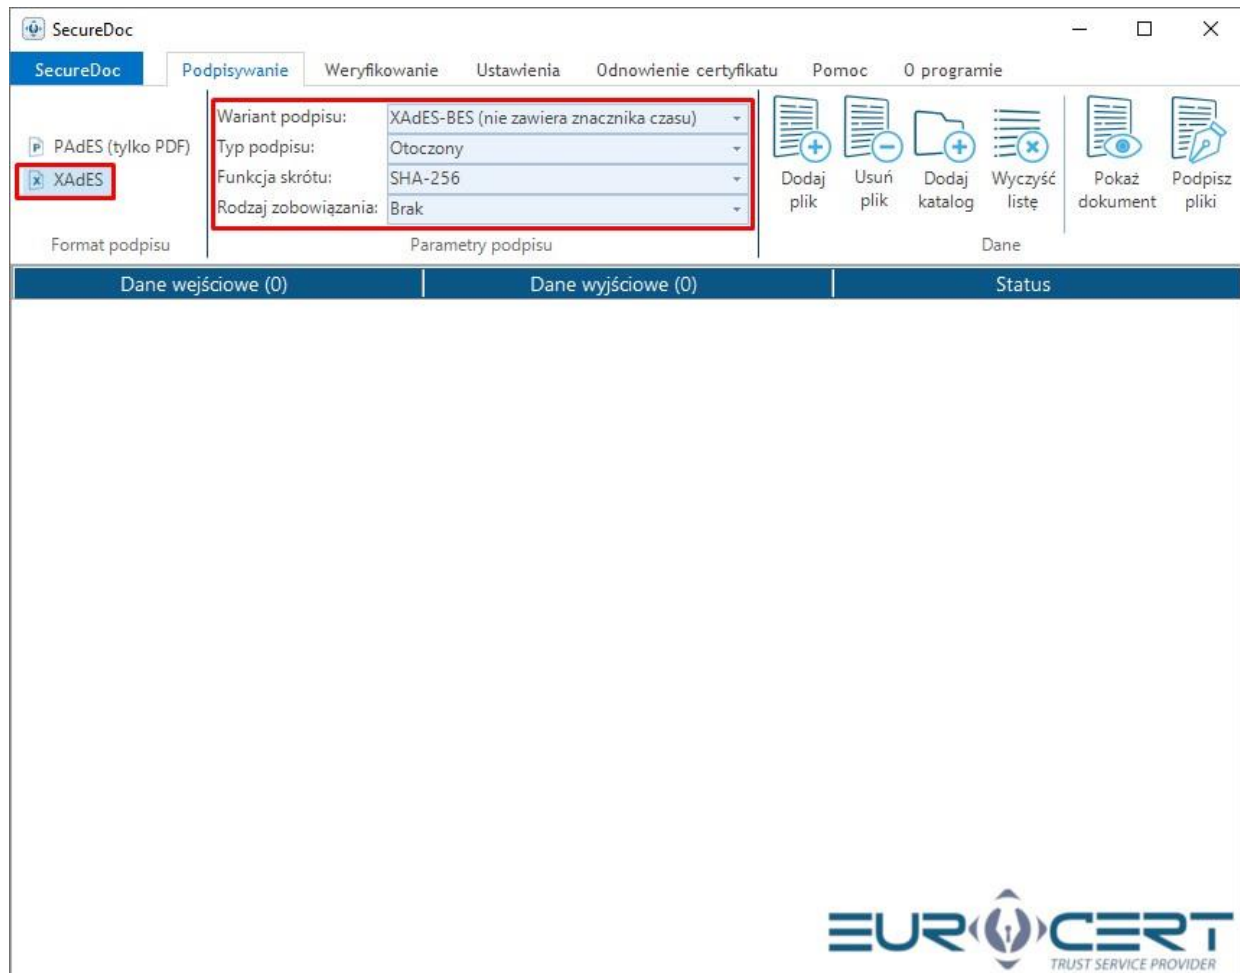 SecureDoc
SecureDoc Podpisywanie Weryfikowanie Ustawienia Odnowienie certyfikatu Pomoc O programie
PAdES (tylko PDF)
XAdES
Format podpisu
Wariant podpisu: XAdES-BES (nie zawiera znacznika czasu)
Typ podpisu: Otoczony
Funkcja skrótu: SHA-256
Rodzaj zobowiązania: Brak
Parametry podpisu
Dodaj plik
Usuń plik
Dodaj katalog
Wyczyść listę
Pokaż dokument
Podpisz pliki
Dane
Dane wejściowe (0) Dane wyjściowe (0) Status
EUROCERT
TRUST SERVICE PROVIDER